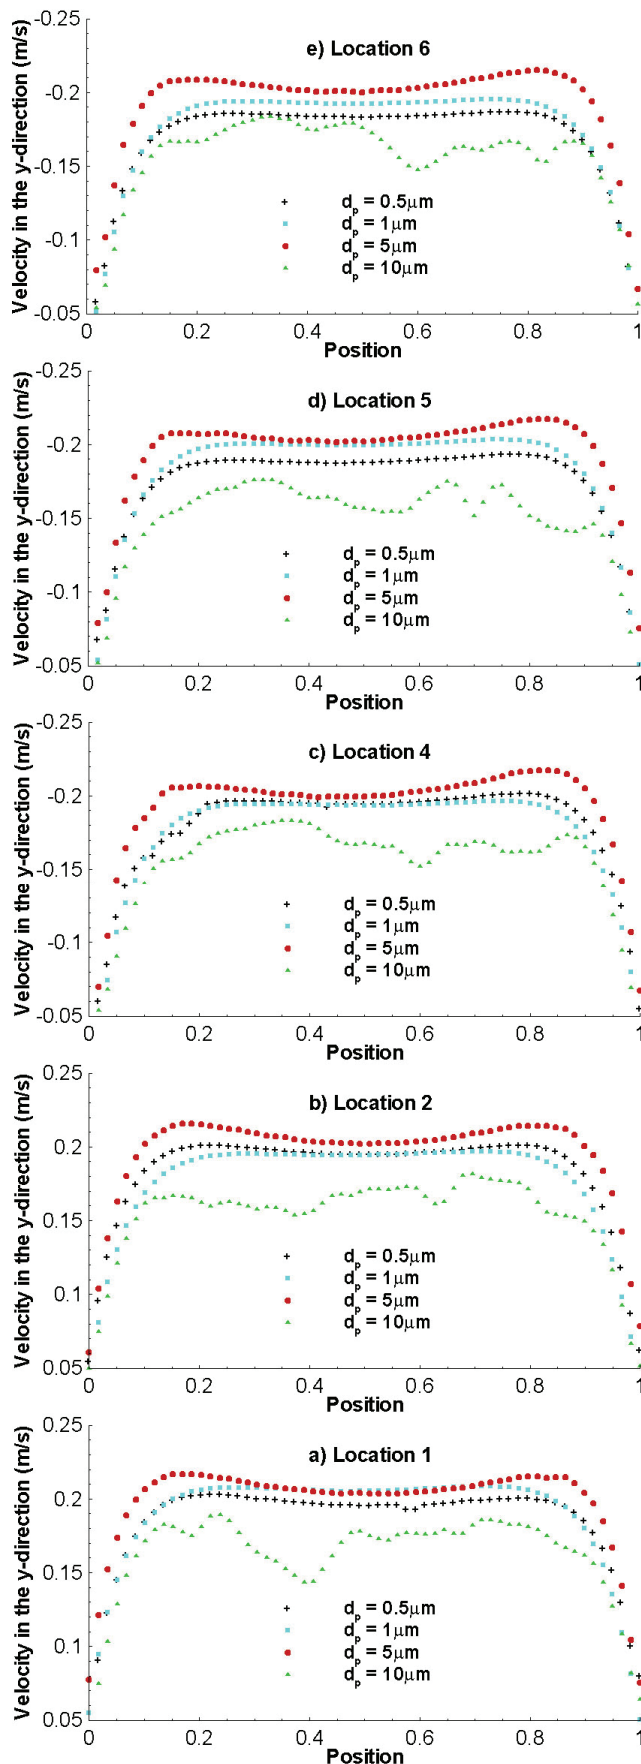 e) Location 6
Velocity in the y-direction (m/s)
-0.25
-0.2
-0.15
-0.1
-0.05
dp = 0.5μm
dp = 1μm
dp = 5μm
dp = 10μm
0 0.2 0.4 0.6 0.8 1
Position
d) Location 5
Velocity in the y-direction (m/s)
-0.25
-0.2
-0.15
-0.1
-0.05
dp = 0.5μm
dp = 1μm
dp = 5μm
dp = 10μm
0 0.2 0.4 0.6 0.8 1
Position
c) Location 4
Velocity in the y-direction (m/s)
-0.25
-0.2
-0.15
-0.1
-0.05
dp = 0.5μm
dp = 1μm
dp = 5μm
dp = 10μm
0 0.2 0.4 0.6 0.8 1
Position
b) Location 2
Velocity in the y-direction (m/s)
0.25
0.2
0.15
0.1
0.05
dp = 0.5μm
dp = 1μm
dp = 5μm
dp = 10μm
0 0.2 0.4 0.6 0.8 1
Position
a) Location 1
Velocity in the y-direction (m/s)
0.25
0.2
0.15
0.1
0.05
dp = 0.5μm
dp = 1μm
dp = 5μm
dp = 10μm
0 0.2 0.4 0.6 0.8 1
Position